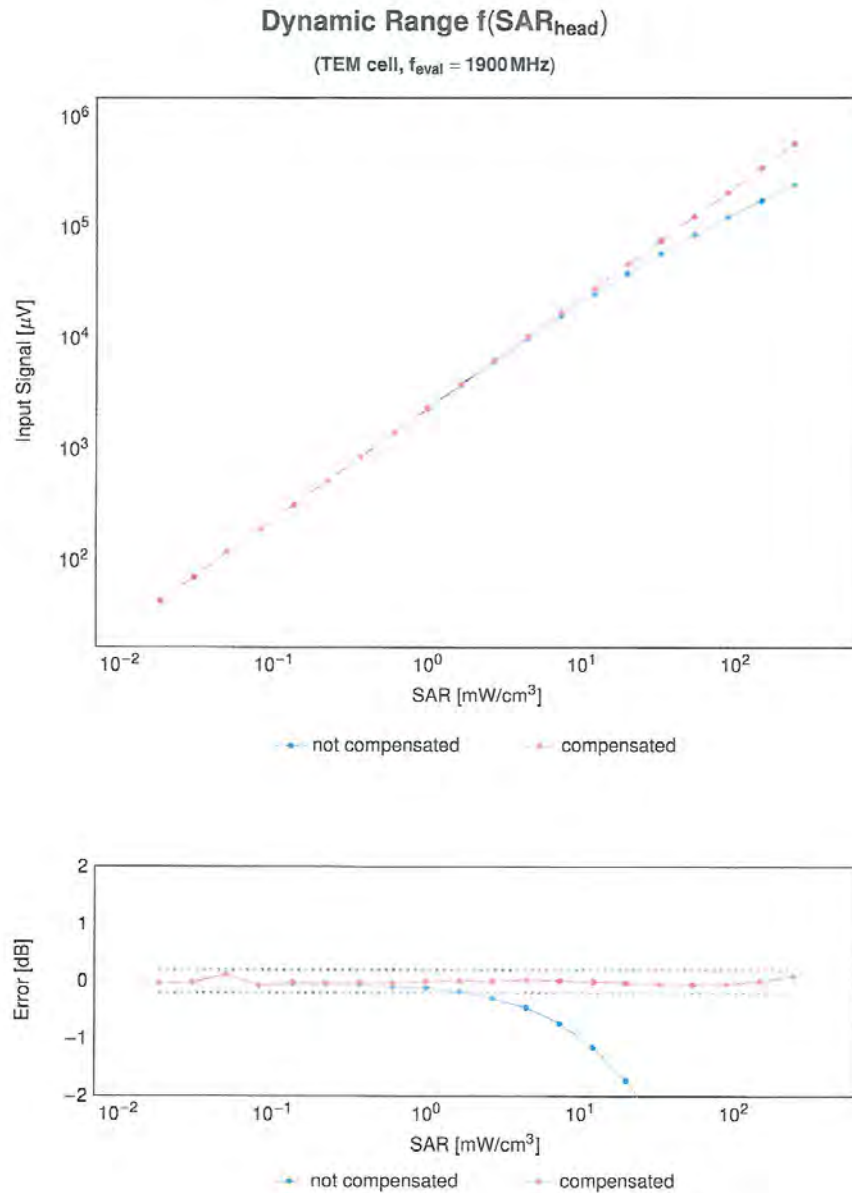 Dynamic Range f(SAR_head)
(TEM cell, f_eval = 1900 MHz)
10^6
10^5
10^4
10^3
10^2
Input Signal [µV]
10^-2 10^-1 10^0 10^1 10^2
SAR [mW/cm^3]
not compensated compensated
2
1
0
-1
-2
Error [dB]
10^-2 10^-1 10^0 10^1 10^2
SAR [mW/cm^3]
not compensated compensated